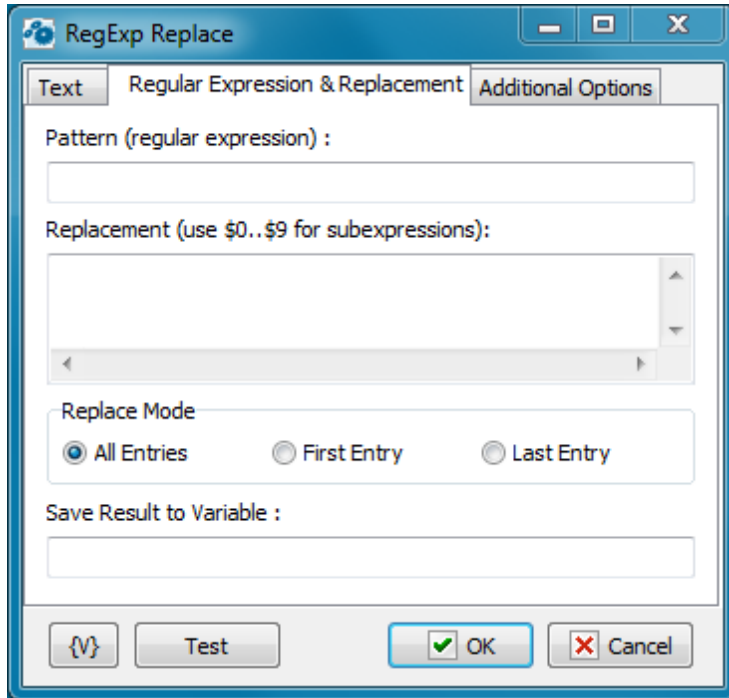 RegExp Replace
Text Regular Expression & Replacement Additional Options
Pattern (regular expression) :
Replacement (use $0..$9 for subexpressions):
Replace Mode
All Entries First Entry Last Entry
Save Result to Variable :
{V} Test OK Cancel